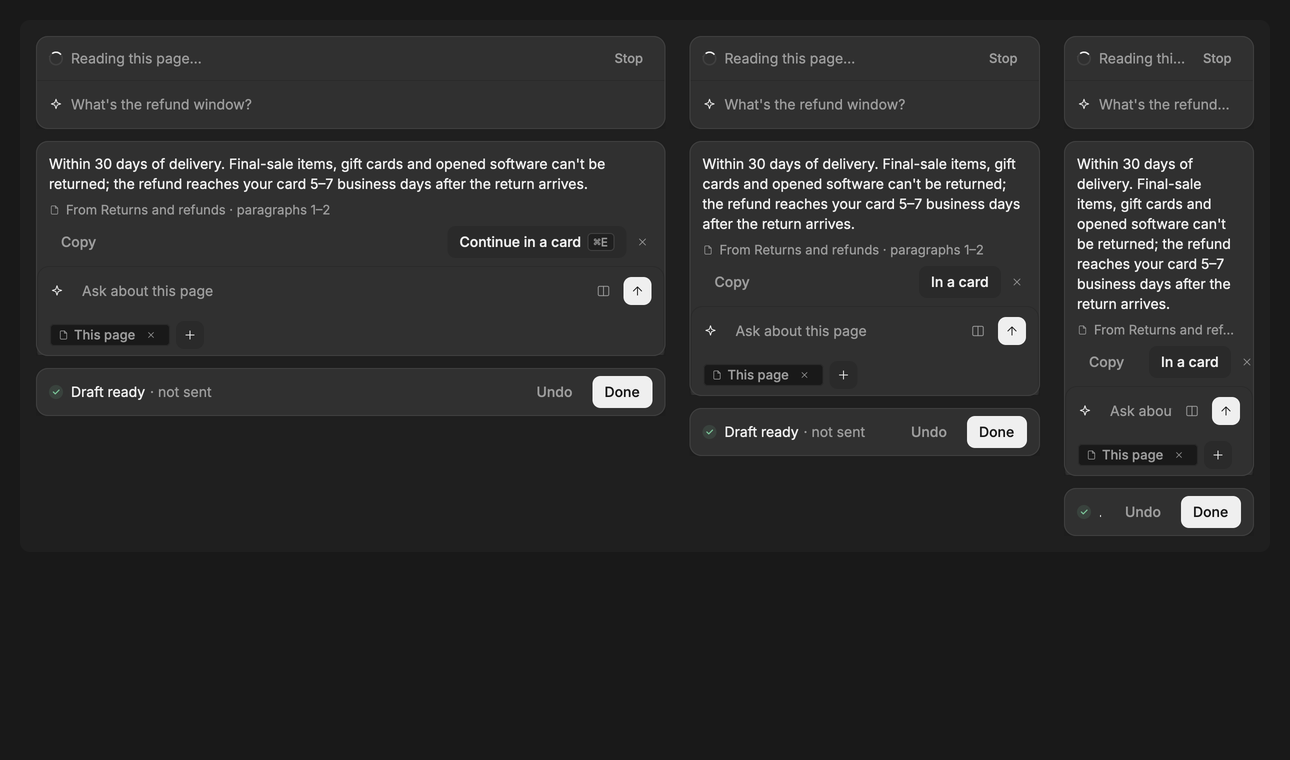 Reading this page...
Stop
What's the refund window?
Within 30 days of delivery. Final-sale items, gift cards and opened software can't be
returned; the refund reaches your card 5–7 business days after the return arrives.
From Returns and refunds · paragraphs 1–2
Copy
Continue in a card ⌘E
Ask about this page
This page
Draft ready · not sent
Undo
Done
Reading this page...
Stop
What's the refund window?
Within 30 days of delivery. Final-sale items, gift
cards and opened software can't be returned;
the refund reaches your card 5–7 business days
after the return arrives.
From Returns and refunds · paragraphs 1–2
Copy
In a card
Ask about this page
This page
Draft ready · not sent
Undo
Done
Reading thi...
Stop
What's the refund...
Within 30 days of
delivery. Final-sale
items, gift cards and
opened software can't
be returned; the refund
reaches your card 5–7
business days after the
return arrives.
From Returns and ref...
Copy
In a card
Ask abou
This page
.
Undo
Done